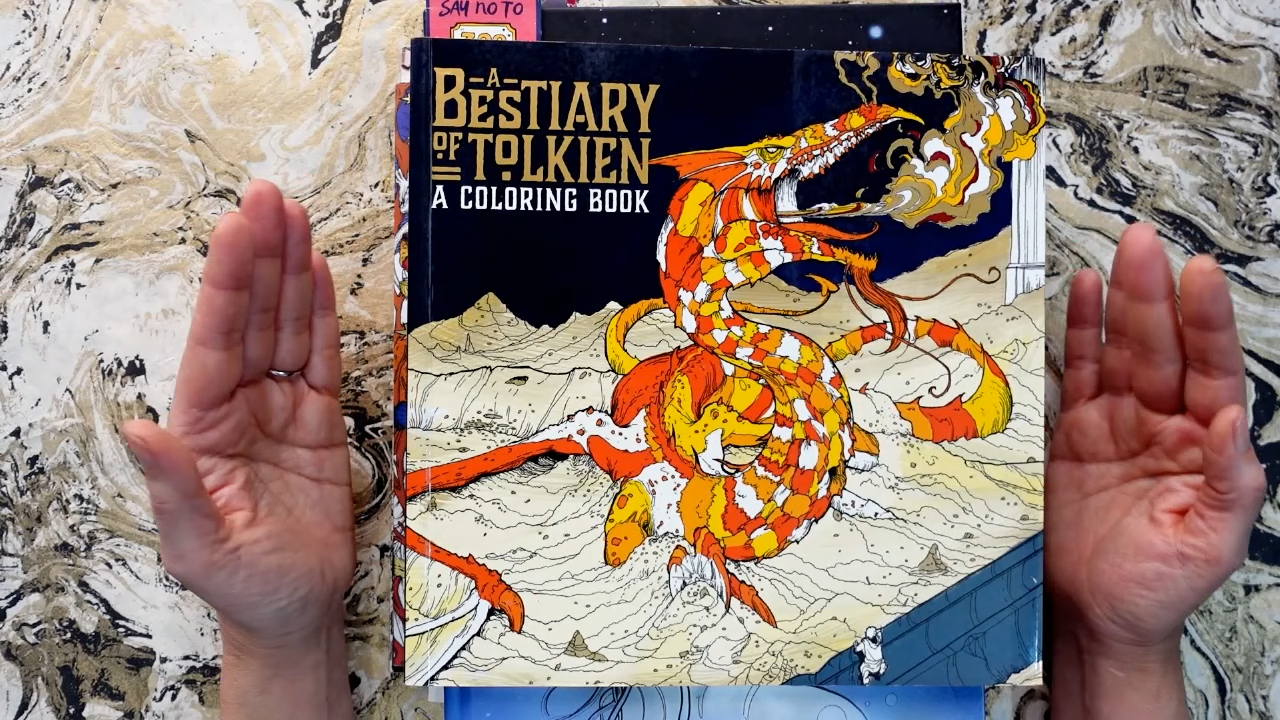 SAY NO TO
A
BESTIARY
OF TOLKIEN
A COLORING BOOK